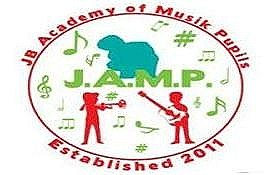 JB Academy of Musik Pupils
J.A.M.P.
Established 2011